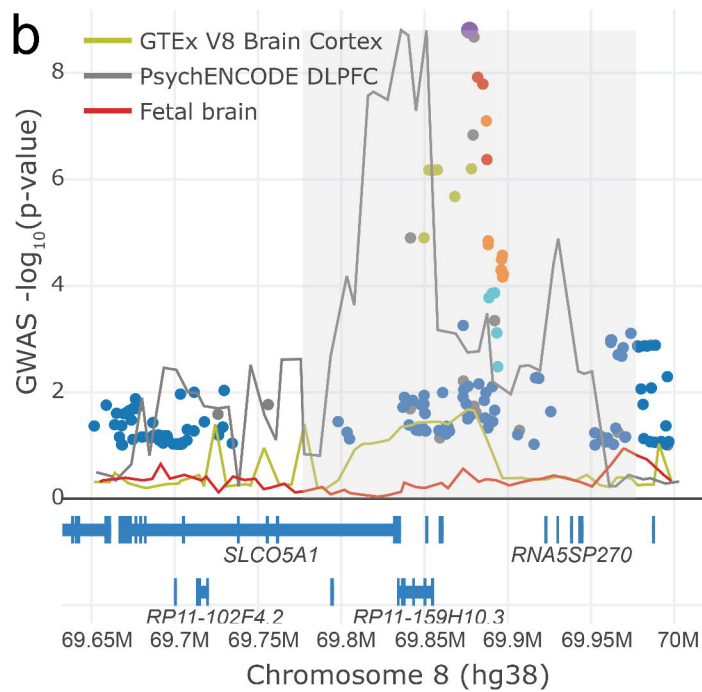 b
GTEx V8 Brain Cortex
PsychENCODE DLPFC
Fetal brain
GWAS -log10(p-value)
8
6
4
2
0
SLCO5A1
RNA5SP270
RP11-102F4.2
RP11-159H10.3
69.65M 69.7M 69.75M 69.8M 69.85M 69.9M 69.95M 70M
Chromosome 8 (hg38)